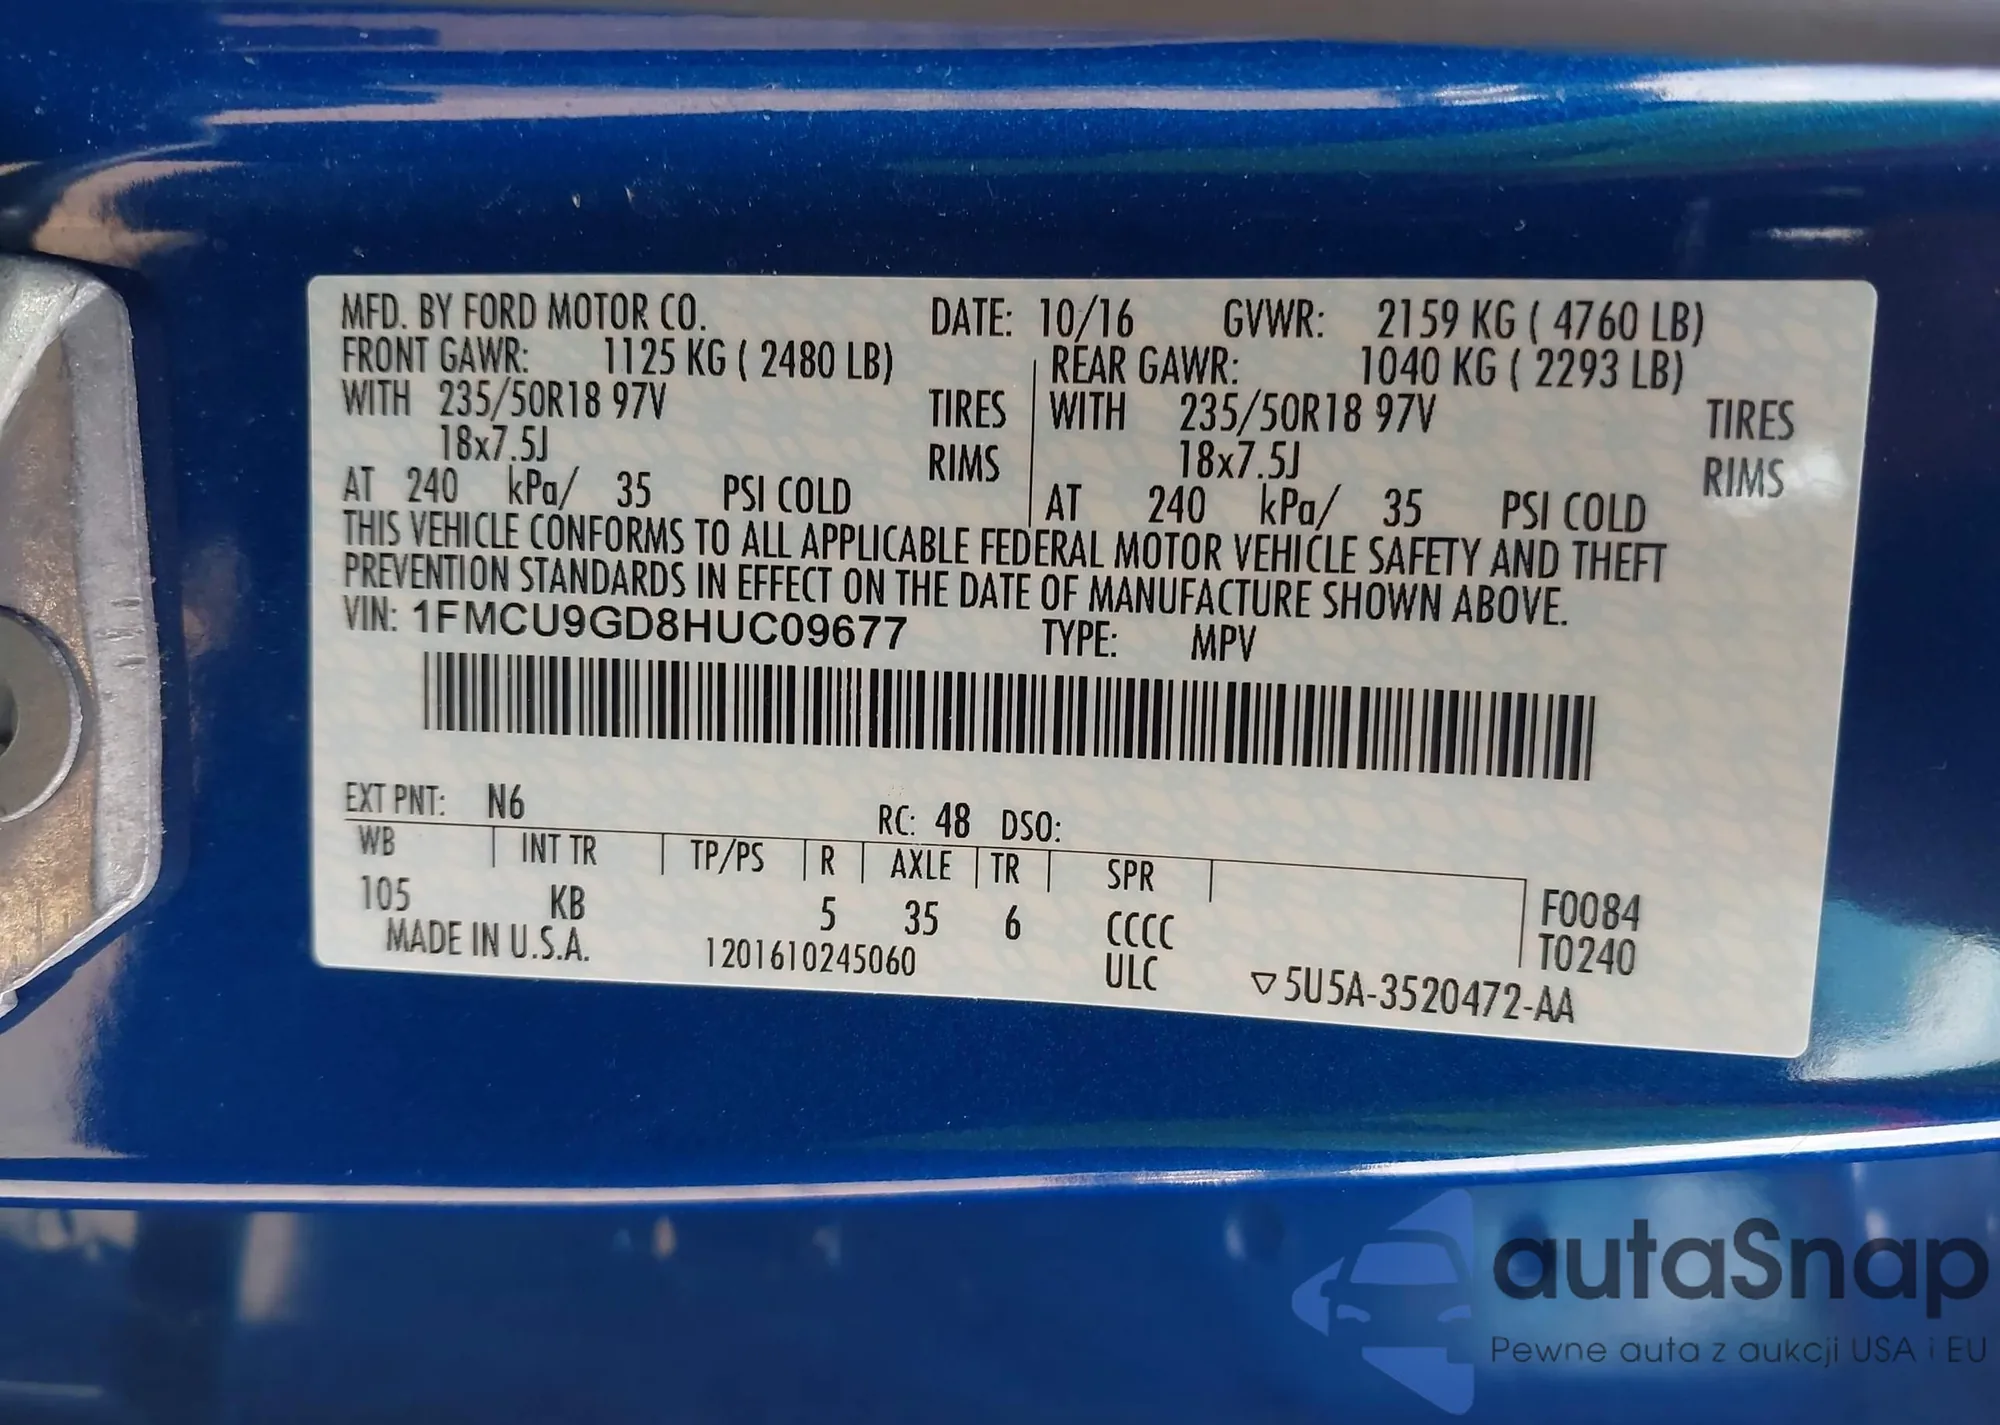 MFD. BY FORD MOTOR CO. DATE: 10/16 GVWR: 2159 KG ( 4760 LB)
FRONT GAWR: 1125 KG ( 2480 LB) REAR GAWR: 1040 KG ( 2293 LB)
WITH 235/50R18 97V TIRES WITH 235/50R18 97V TIRES
18x7.5J RIMS 18x7.5J RIMS
AT 240 kPa/ 35 PSI COLD AT 240 kPa/ 35 PSI COLD
THIS VEHICLE CONFORMS TO ALL APPLICABLE FEDERAL MOTOR VEHICLE SAFETY AND THEFT
PREVENTION STANDARDS IN EFFECT ON THE DATE OF MANUFACTURE SHOWN ABOVE.
VIN: 1FMCU9GD8HUC09677 TYPE: MPV
EXT PNT: N6 RC: 48 DSO:
WB INT TR TP/PS R AXLE TR SPR
105 KB 5 35 6 CCCC F0084
MADE IN U.S.A. 1201610245060 ULC T0240
▽5U5A-3520472-AA
autaSnap
Pewne auta z aukcji USA i EU